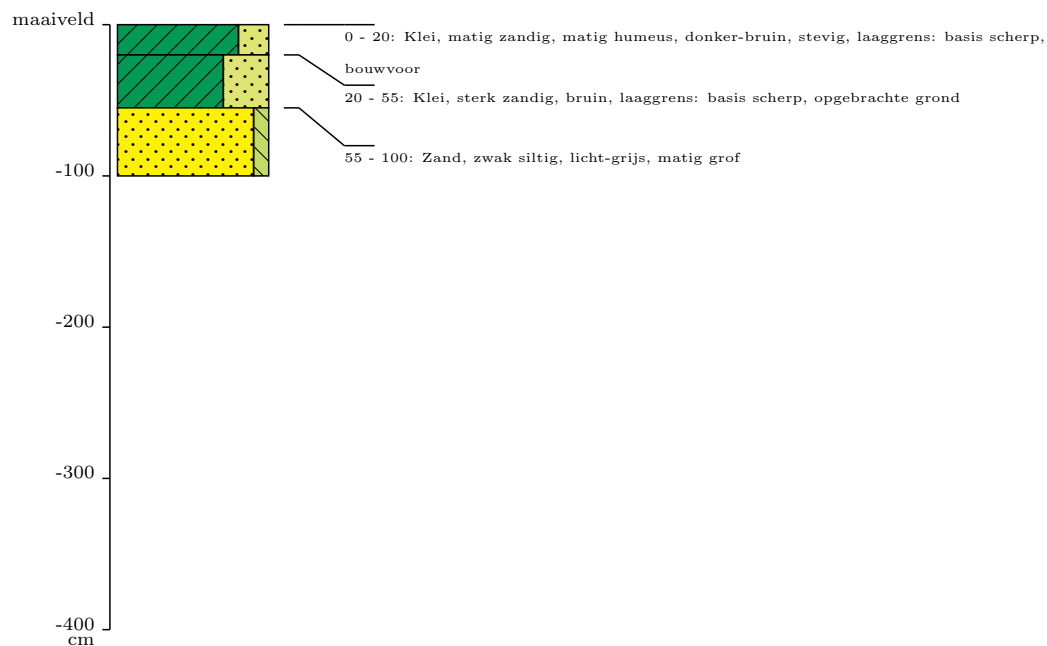 maaiveld
0 - 20: Klei, matig zandig, matig humeus, donker-bruin, stevig, laaggrens: basis scherp,
bouwvoor
20 - 55: Klei, sterk zandig, bruin, laaggrens: basis scherp, opgebrachte grond
55 - 100: Zand, zwak siltig, licht-grijs, matig grof
-100
-200
-300
-400
cm